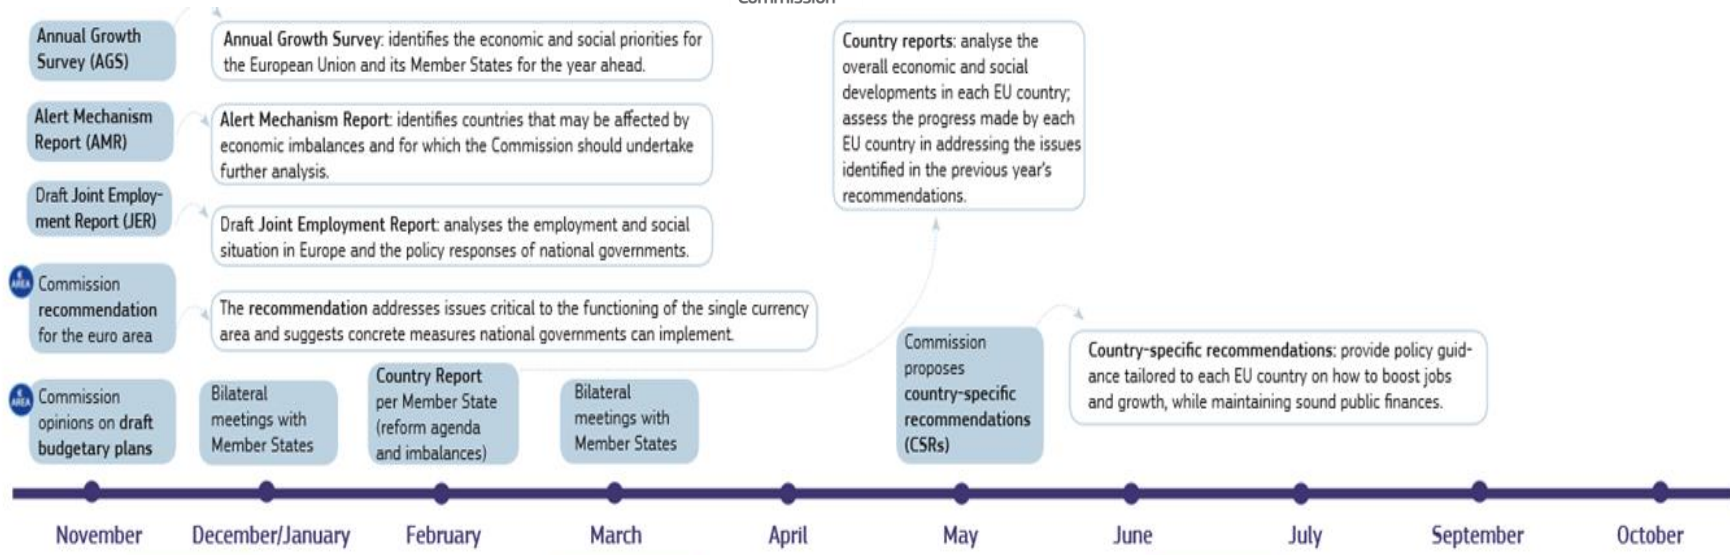 Commission
Annual Growth
Survey (AGS)
Annual Growth Survey: identifies the economic and social priorities for
the European Union and its Member States for the year ahead.
Alert Mechanism
Report (AMR)
Alert Mechanism Report: identifies countries that may be affected by
economic imbalances and for which the Commission should undertake
further analysis.
Draft Joint Employ-
ment Report (JER)
Draft Joint Employment Report: analyses the employment and social
situation in Europe and the policy responses of national governments.
AREA
Commission
recommendation
for the euro area
The recommendation addresses issues critical to the functioning of the single currency
area and suggests concrete measures national governments can implement.
AREA
Commission
opinions on draft
budgetary plans
Bilateral
meetings with
Member States
Country Report
per Member State
(reform agenda
and imbalances)
Bilateral
meetings with
Member States
Country reports: analyse the
overall economic and social
developments in each EU country;
assess the progress made by each
EU country in addressing the issues
identified in the previous year's
recommendations.
Commission
proposes
country-specific
recommendations
(CSRs)
Country-specific recommendations: provide policy guid-
ance tailored to each EU country on how to boost jobs
and growth, while maintaining sound public finances.
November
December/January
February
March
April
May
June
July
September
October